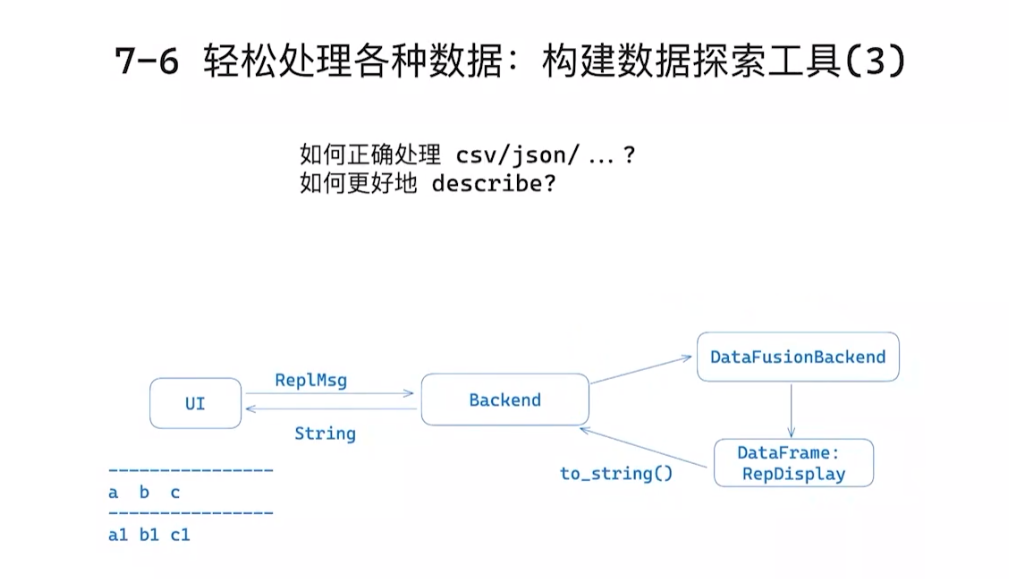 7-6 轻松处理各种数据：构建数据探索工具(3)
如何正确处理 csv/json/ ... ?
如何更好地 describe?
DataFusionBackend
ReplMsg
UI
Backend
String
DataFrame:
RepDisplay
to_string()
----------------
a b c
----------------
a1 b1 c1